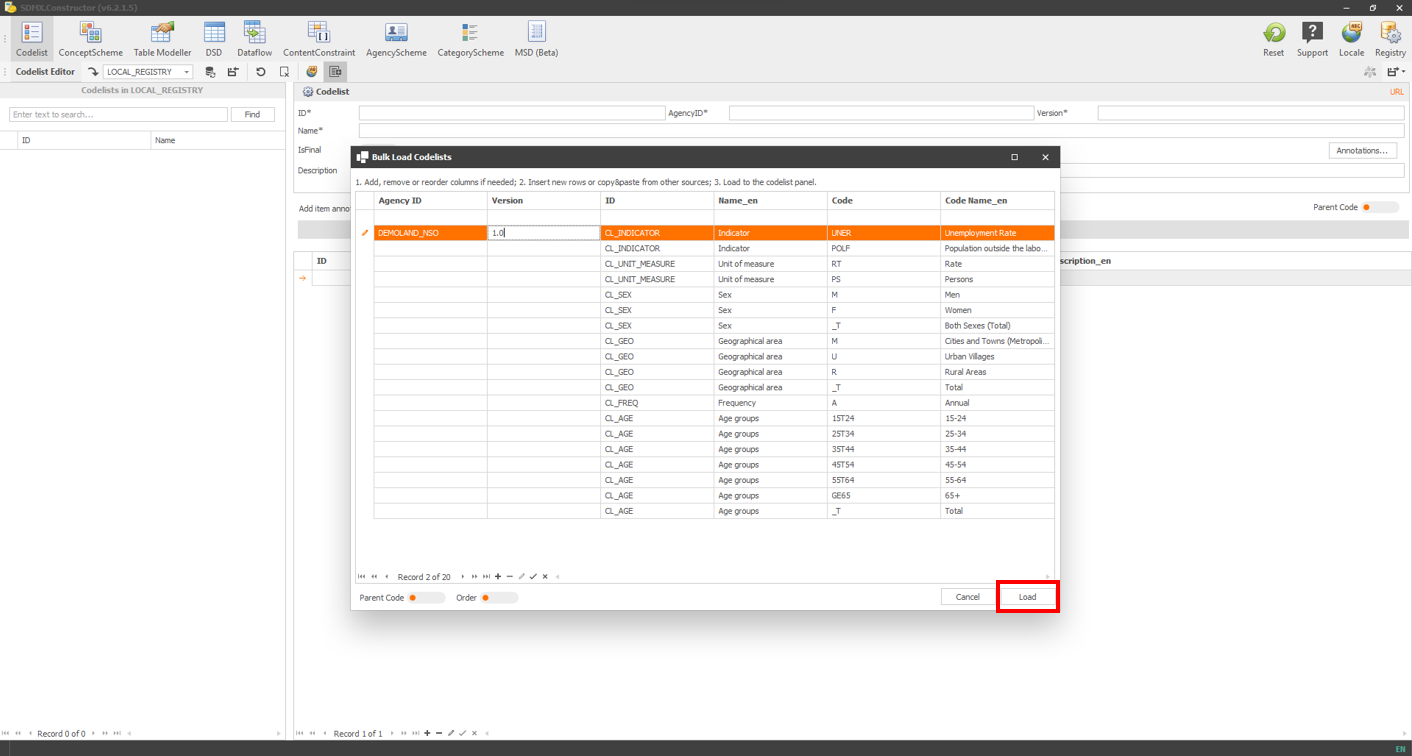 SDMX.Constructor (v6.2.1.5)
Codelist ConceptScheme Table Modeller DSD Dataflow ContentConstraint AgencyScheme CategoryScheme MSD (Beta) Reset Support Locale Registry
Codelist Editor LOCAL_REGISTRY
Codelists in LOCAL_REGISTRY
Enter text to search... Find
ID Name
Codelist URL
ID* AgencyID* Version*
Name*
IsFinal Annotations...
Description
Add item annot Parent Code
ID scription_en
Bulk Load Codelists
1. Add, remove or reorder columns if needed; 2. Insert new rows or copy&paste from other sources; 3. Load to the codelist panel.
Agency ID Version ID Name_en Code Code Name_en
DEMOLAND_NSO 1.0 CL_INDICATOR Indicator UNER Unemployment Rate
CL_INDICATOR Indicator POLF Population outside the labo...
CL_UNIT_MEASURE Unit of measure RT Rate
CL_UNIT_MEASURE Unit of measure PS Persons
CL_SEX Sex M Men
CL_SEX Sex F Women
CL_SEX Sex _T Both Sexes (Total)
CL_GEO Geographical area M Cities and Towns (Metropoli...
CL_GEO Geographical area U Urban Villages
CL_GEO Geographical area R Rural Areas
CL_GEO Geographical area _T Total
CL_FREQ Frequency A Annual
CL_AGE Age groups 15T24 15-24
CL_AGE Age groups 25T34 25-34
CL_AGE Age groups 35T44 35-44
CL_AGE Age groups 45T54 45-54
CL_AGE Age groups 55T64 55-64
CL_AGE Age groups GE65 65+
CL_AGE Age groups _T Total
Record 2 of 20
Parent Code Order Cancel Load
Record 0 of 0 Record 1 of 1
EN